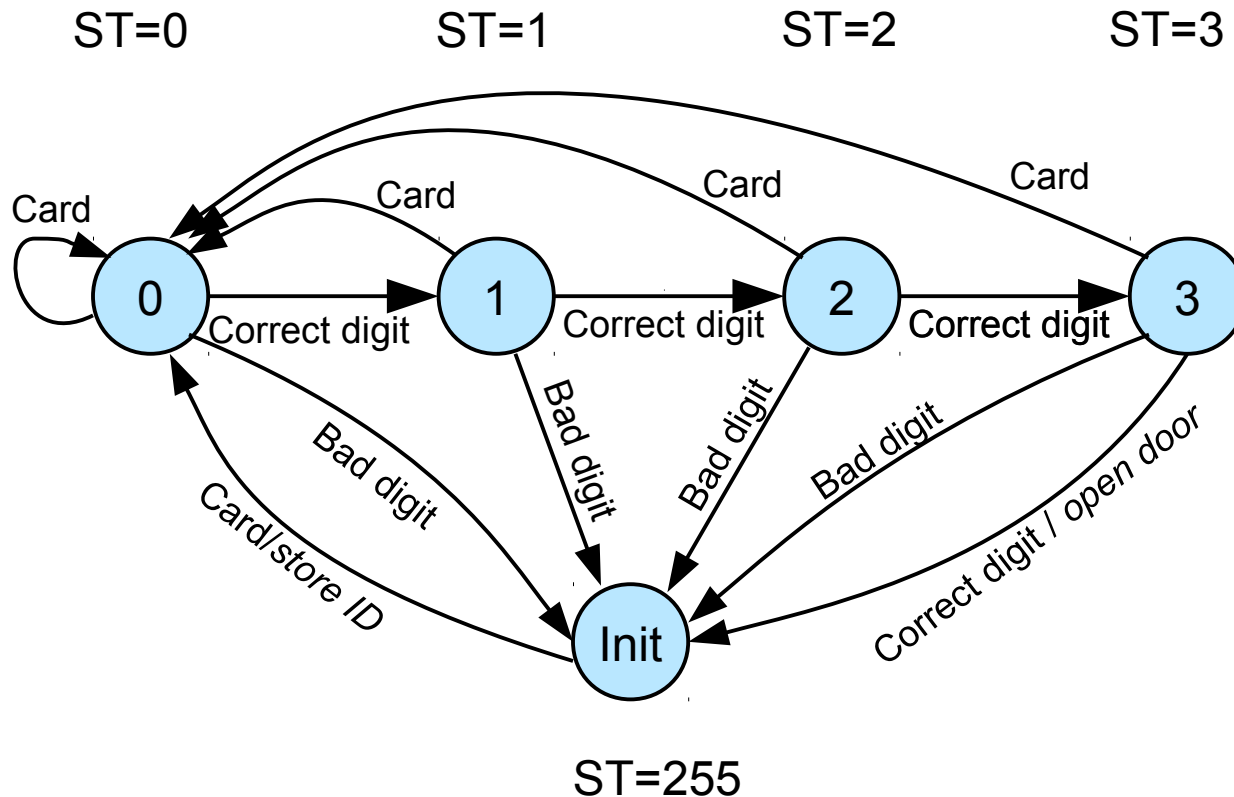 ST=0
ST=1
ST=2
ST=3
Card
Card
Card
Card
0
1
2
3
Correct digit
Correct digit
Correct digit
Bad digit
Bad digit
Bad digit
Bad digit
Card/store ID
Correct digit / open door
Init
ST=255